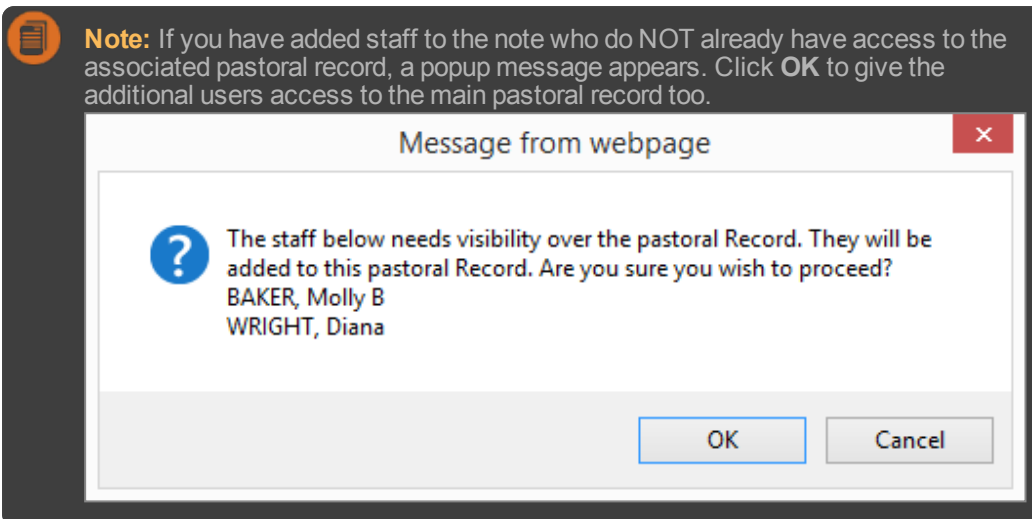 Note: If you have added staff to the note who do NOT already have access to the
associated pastoral record, a popup message appears. Click OK to give the
additional users access to the main pastoral record too.
Message from webpage
The staff below needs visibility over the pastoral Record. They will be
added to this pastoral Record. Are you sure you wish to proceed?
BAKER, Molly B
WRIGHT, Diana
OK
Cancel